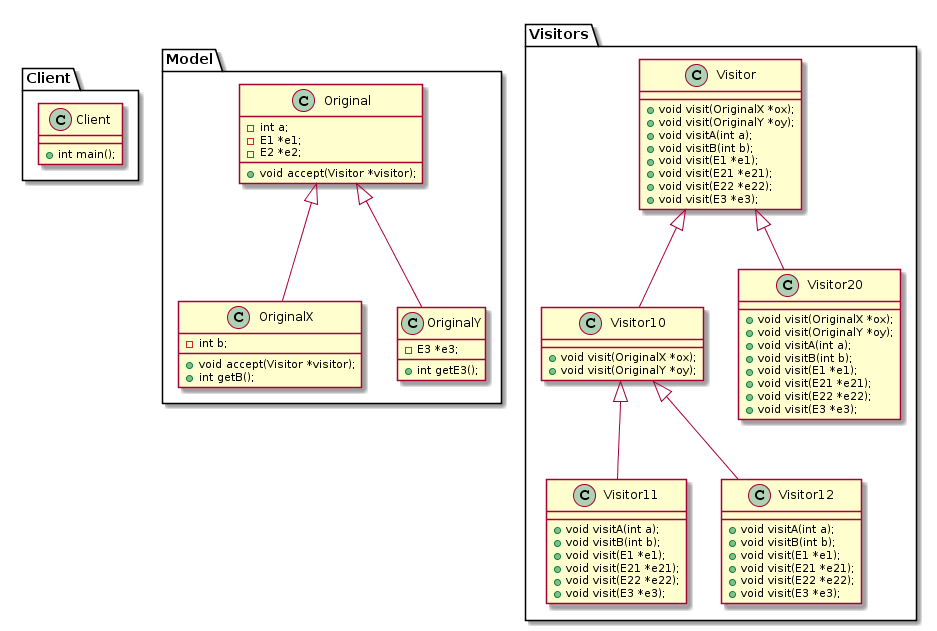 Client
C Client
int main();
Model
C Original
int a;
E1 *e1;
E2 *e2;
void accept(Visitor *visitor);
C OriginalX
int b;
void accept(Visitor *visitor);
int getB();
C OriginalY
E3 *e3;
int getE3();
Visitors
C Visitor
void visit(OriginalX *ox);
void visit(OriginalY *oy);
void visitA(int a);
void visitB(int b);
void visit(E1 *e1);
void visit(E21 *e21);
void visit(E22 *e22);
void visit(E3 *e3);
C Visitor10
void visit(OriginalX *ox);
void visit(OriginalY *oy);
C Visitor20
void visit(OriginalX *ox);
void visit(OriginalY *oy);
void visitA(int a);
void visitB(int b);
void visit(E1 *e1);
void visit(E21 *e21);
void visit(E22 *e22);
void visit(E3 *e3);
C Visitor11
void visitA(int a);
void visitB(int b);
void visit(E1 *e1);
void visit(E21 *e21);
void visit(E22 *e22);
void visit(E3 *e3);
C Visitor12
void visitA(int a);
void visitB(int b);
void visit(E1 *e1);
void visit(E21 *e21);
void visit(E22 *e22);
void visit(E3 *e3);